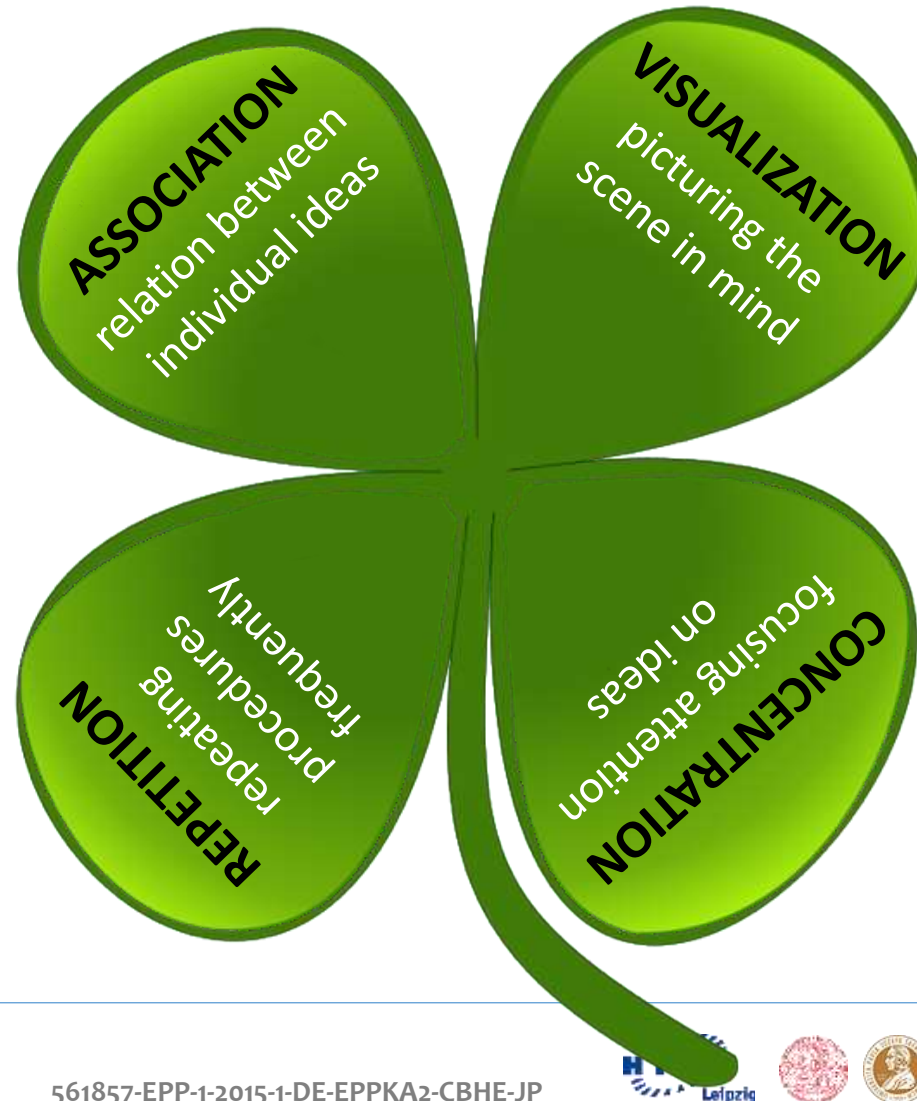 ASSOCIATION
relation between
individual ideas
VISUALIZATION
picturing the
scene in mind
REPETITION
repeating
procedures
frequently
CONCENTRATION
focusing attention
on ideas
561857-EPP-1-2015-1-DE-EPPKA2-CBHE-JP
Leipzig